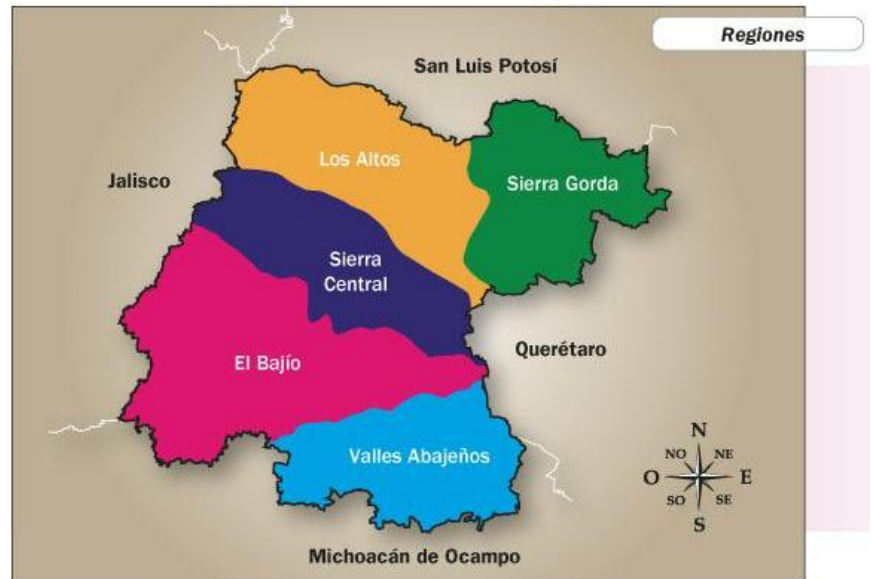 Regiones
San Luis Potosí
Los Altos
Jalisco
Sierra Gorda
Sierra
Central
Querétaro
El Bajío
Valles Abajeños
N
NO NE
O E
SO SE
S
Michoacán de Ocampo